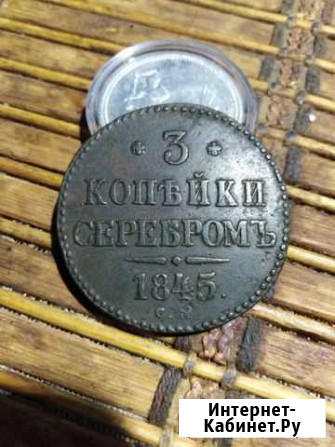 3
КОПѢЙКИ
СЕРЕБРОМЪ
1845.
Интернет-
Кабинет.Ру